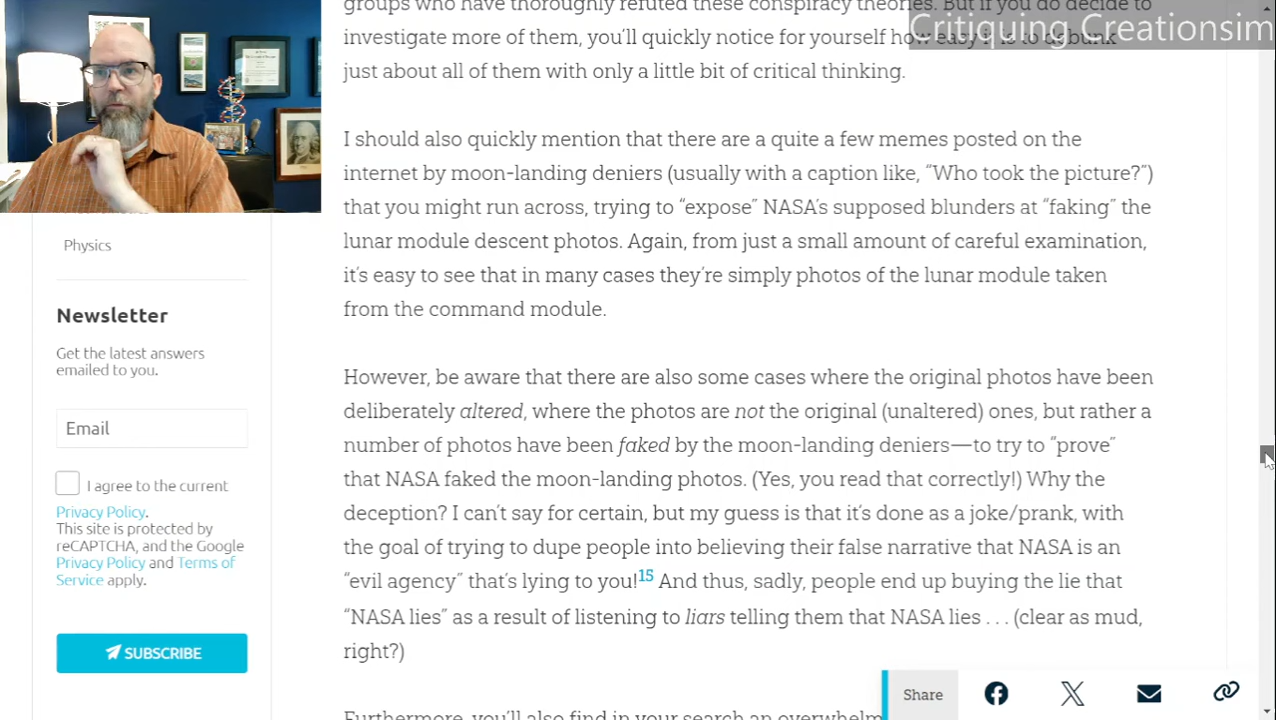 groups who have thoroughly refuted these conspiracy theories. But if you do decide to
Critiquing Creationsim
investigate more of them, you'll quickly notice for yourself how easy it is to debunk
just about all of them with only a little bit of critical thinking.
I should also quickly mention that there are a quite a few memes posted on the
internet by moon-landing deniers (usually with a caption like, “Who took the picture?”)
that you might run across, trying to “expose” NASA's supposed blunders at “faking” the
lunar module descent photos. Again, from just a small amount of careful examination,
it's easy to see that in many cases they're simply photos of the lunar module taken
from the command module.
However, be aware that there are also some cases where the original photos have been
deliberately altered, where the photos are not the original (unaltered) ones, but rather a
number of photos have been faked by the moon-landing deniers—to try to “prove”
that NASA faked the moon-landing photos. (Yes, you read that correctly!) Why the
deception? I can't say for certain, but my guess is that it's done as a joke/prank, with
the goal of trying to dupe people into believing their false narrative that NASA is an
“evil agency” that's lying to you!15 And thus, sadly, people end up buying the lie that
“NASA lies” as a result of listening to liars telling them that NASA lies . . . (clear as mud,
right?)
Furthermore, you'll also find in your search an overwhelm
Physics
Newsletter
Get the latest answers
emailed to you.
Email
I agree to the current
Privacy Policy.
This site is protected by
reCAPTCHA, and the Google
Privacy Policy and Terms of
Service apply.
SUBSCRIBE
Share